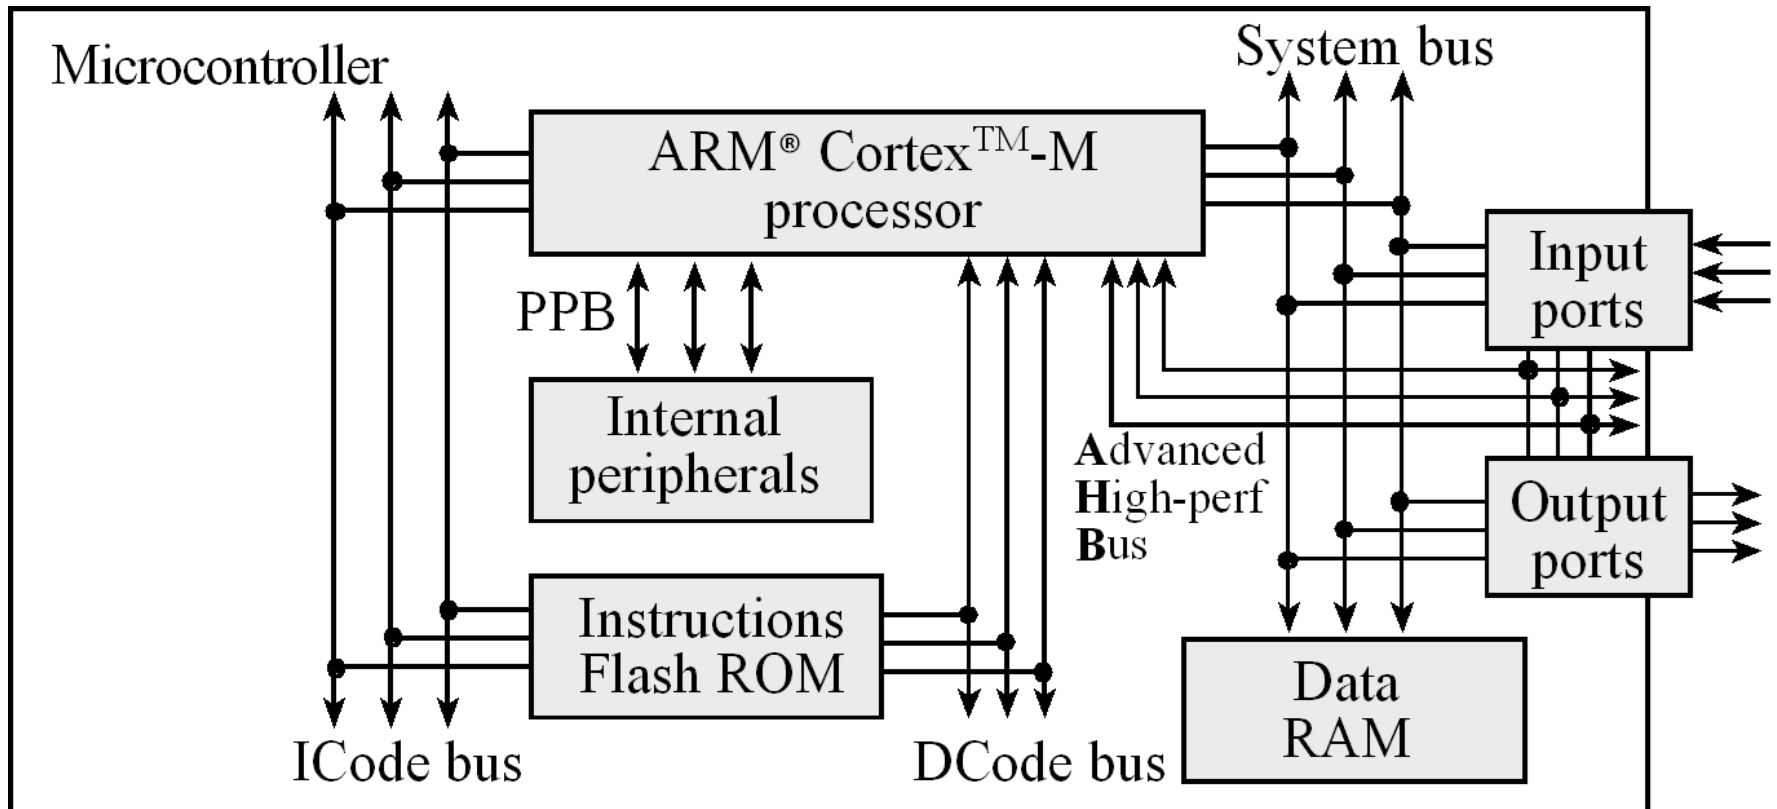 Microcontroller
System bus
ARM® Cortex™-M
processor
Input
ports
PPB
Internal
peripherals
Advanced
High-perf
Bus
Output
ports
Instructions
Flash ROM
Data
RAM
ICode bus
DCode bus